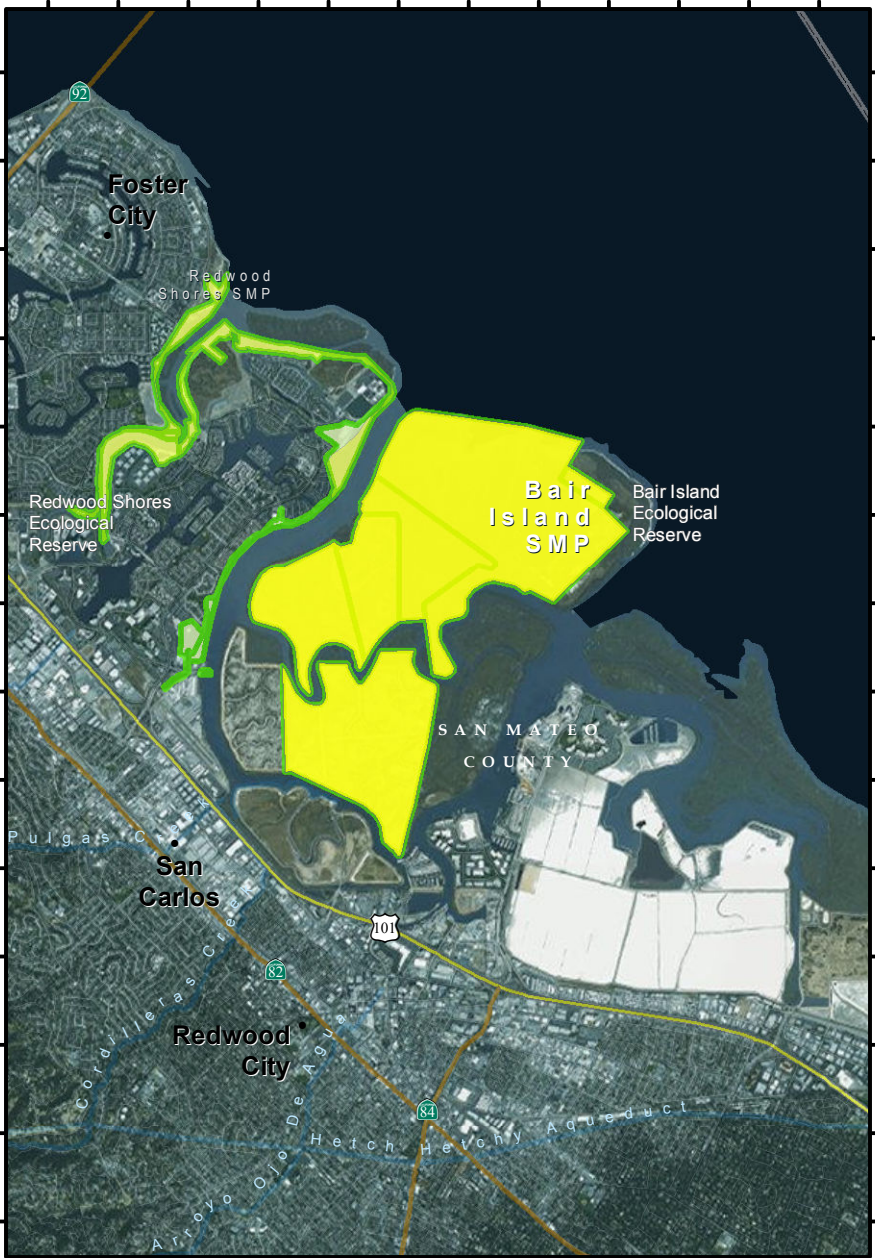 92
Foster
City
Redwood
Shores SMP
Bair
Island
SMP
Bair Island
Ecological
Reserve
Redwood Shores
Ecological
Reserve
SAN MATEO
COUNTY
Pulgas Creek
San
Carlos
101
Cordilleras Creek
82
Redwood
City
84
Hetch Hetchy Aqueduct
Arroyo Ojo De Agua